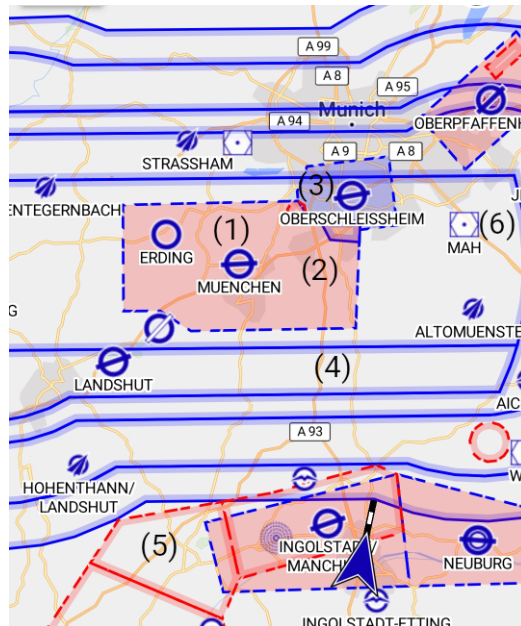 A 99
A 8
A 95
Munich
A 94
OBERPFAFFENH
STRASSHAM
A 9
A 8
ENTEGERNBACH
(3)
J
OBERSCHLEISSHEIM
(1)
(6)
ERDING
(2)
MAH
MUENCHEN
G
ALTOMUENSTE
(4)
LANDSHUT
AIC
A 93
W
HOHENTHANN/
LANDSHUT
(5)
INGOLSTADT/
MANCHI
NEUBURG
INGOLSTADT-ETTING